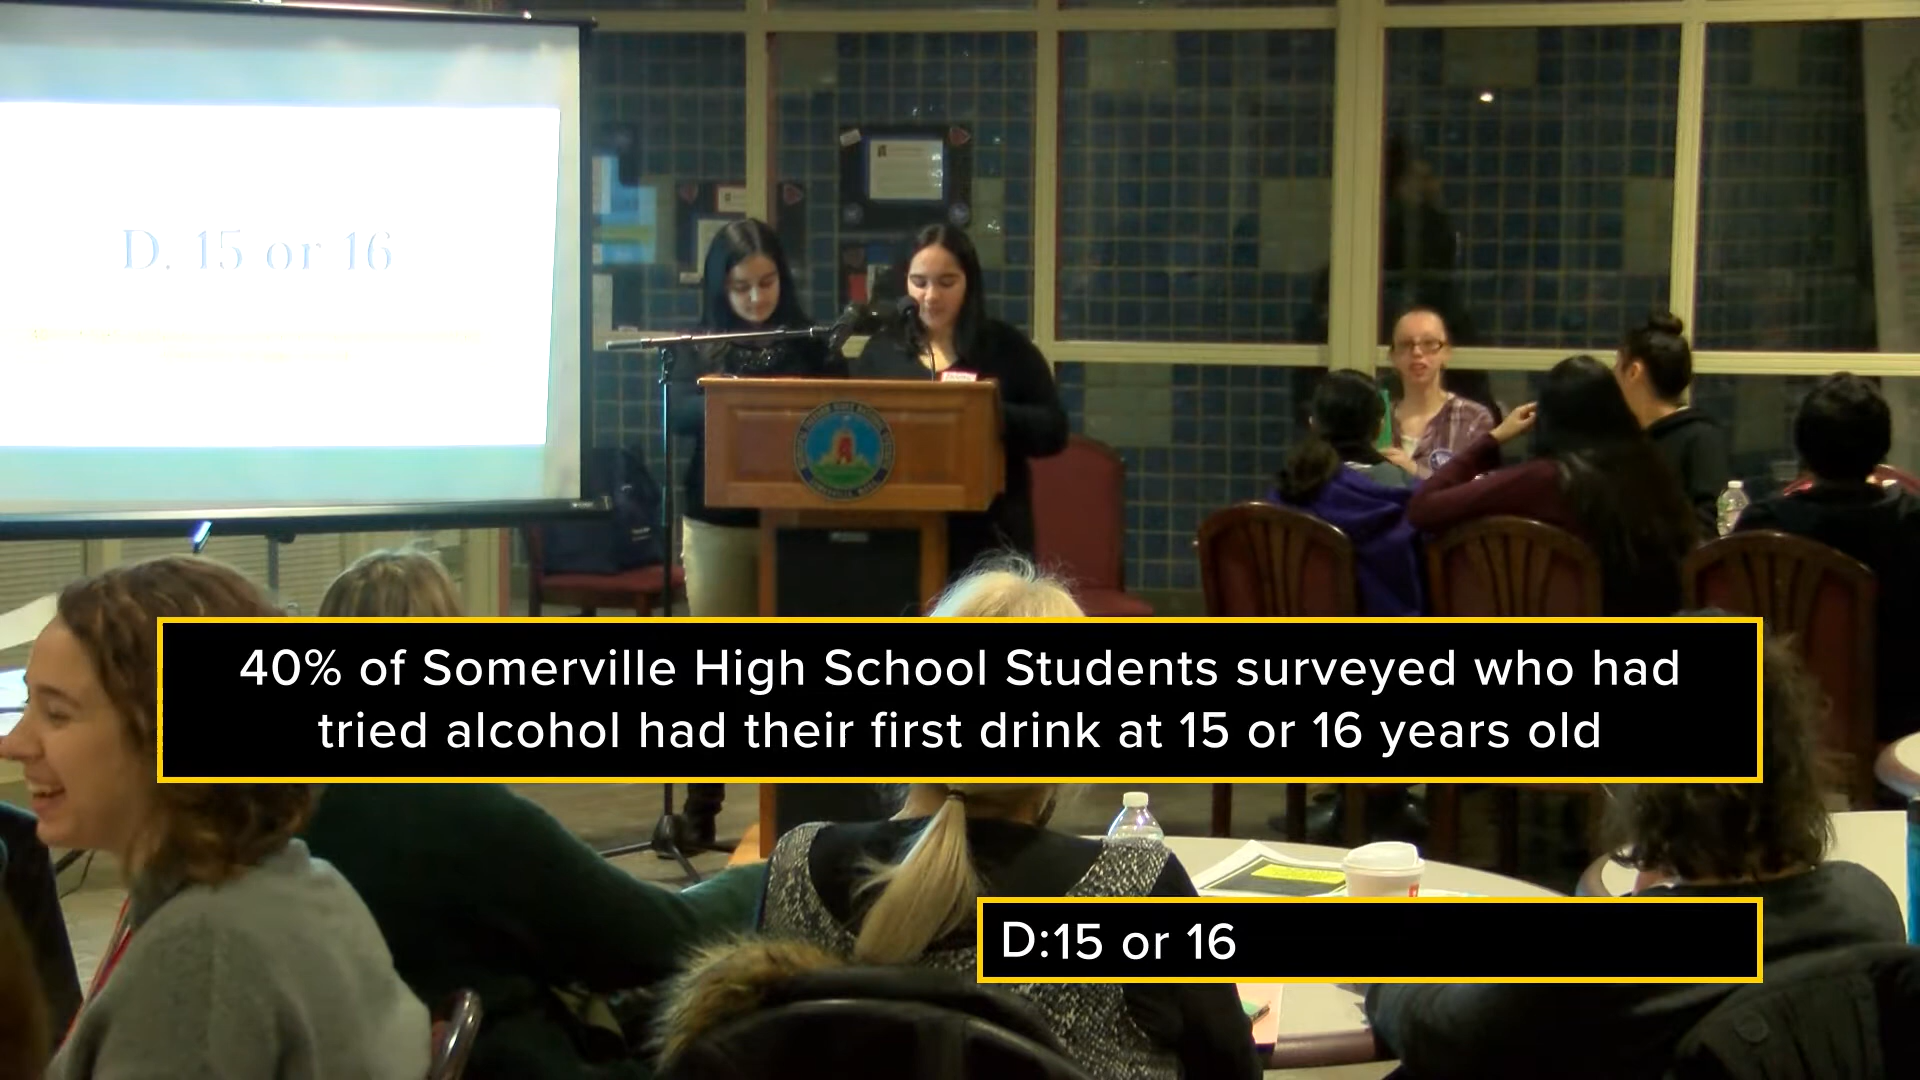 D. 15 or 16
40% of Somerville High School Students surveyed who had
tried alcohol had their first drink at 15 or 16 years old
D:15 or 16